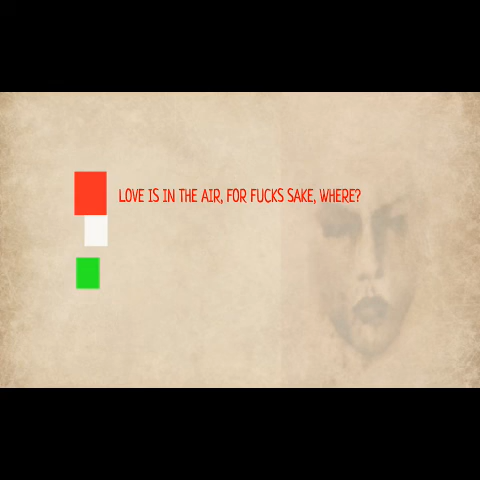 LOVE IS IN THE AIR, FOR FUCKS SAKE, WHERE?